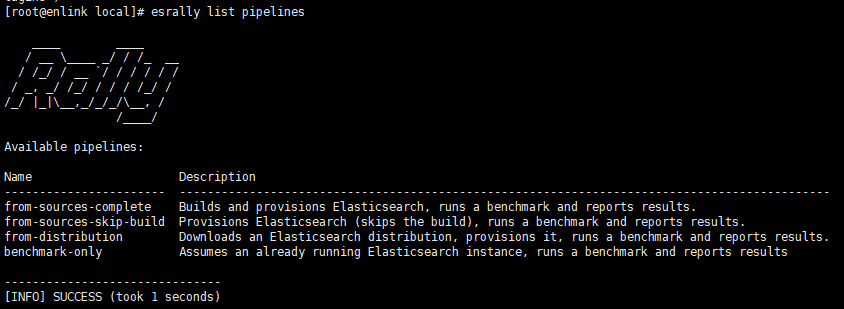 [root@enlink local]# esrally list pipelines
    ____        ____
   / __ \____ _/ / /_  __
  / /_/ / __ `/ / / / / /
 / _, _/ /_/ / / / /_/ /
/_/ |_|\__,_/_/_/\__, /
                /____/
Available pipelines:
Name                     Description
-----------------------  --------------------------------------------------------------------------------------------
from-sources-complete    Builds and provisions Elasticsearch, runs a benchmark and reports results.
from-sources-skip-build  Provisions Elasticsearch (skips the build), runs a benchmark and reports results.
from-distribution        Downloads an Elasticsearch distribution, provisions it, runs a benchmark and reports results.
benchmark-only           Assumes an already running Elasticsearch instance, runs a benchmark and reports results
-------------------------------
[INFO] SUCCESS (took 1 seconds)